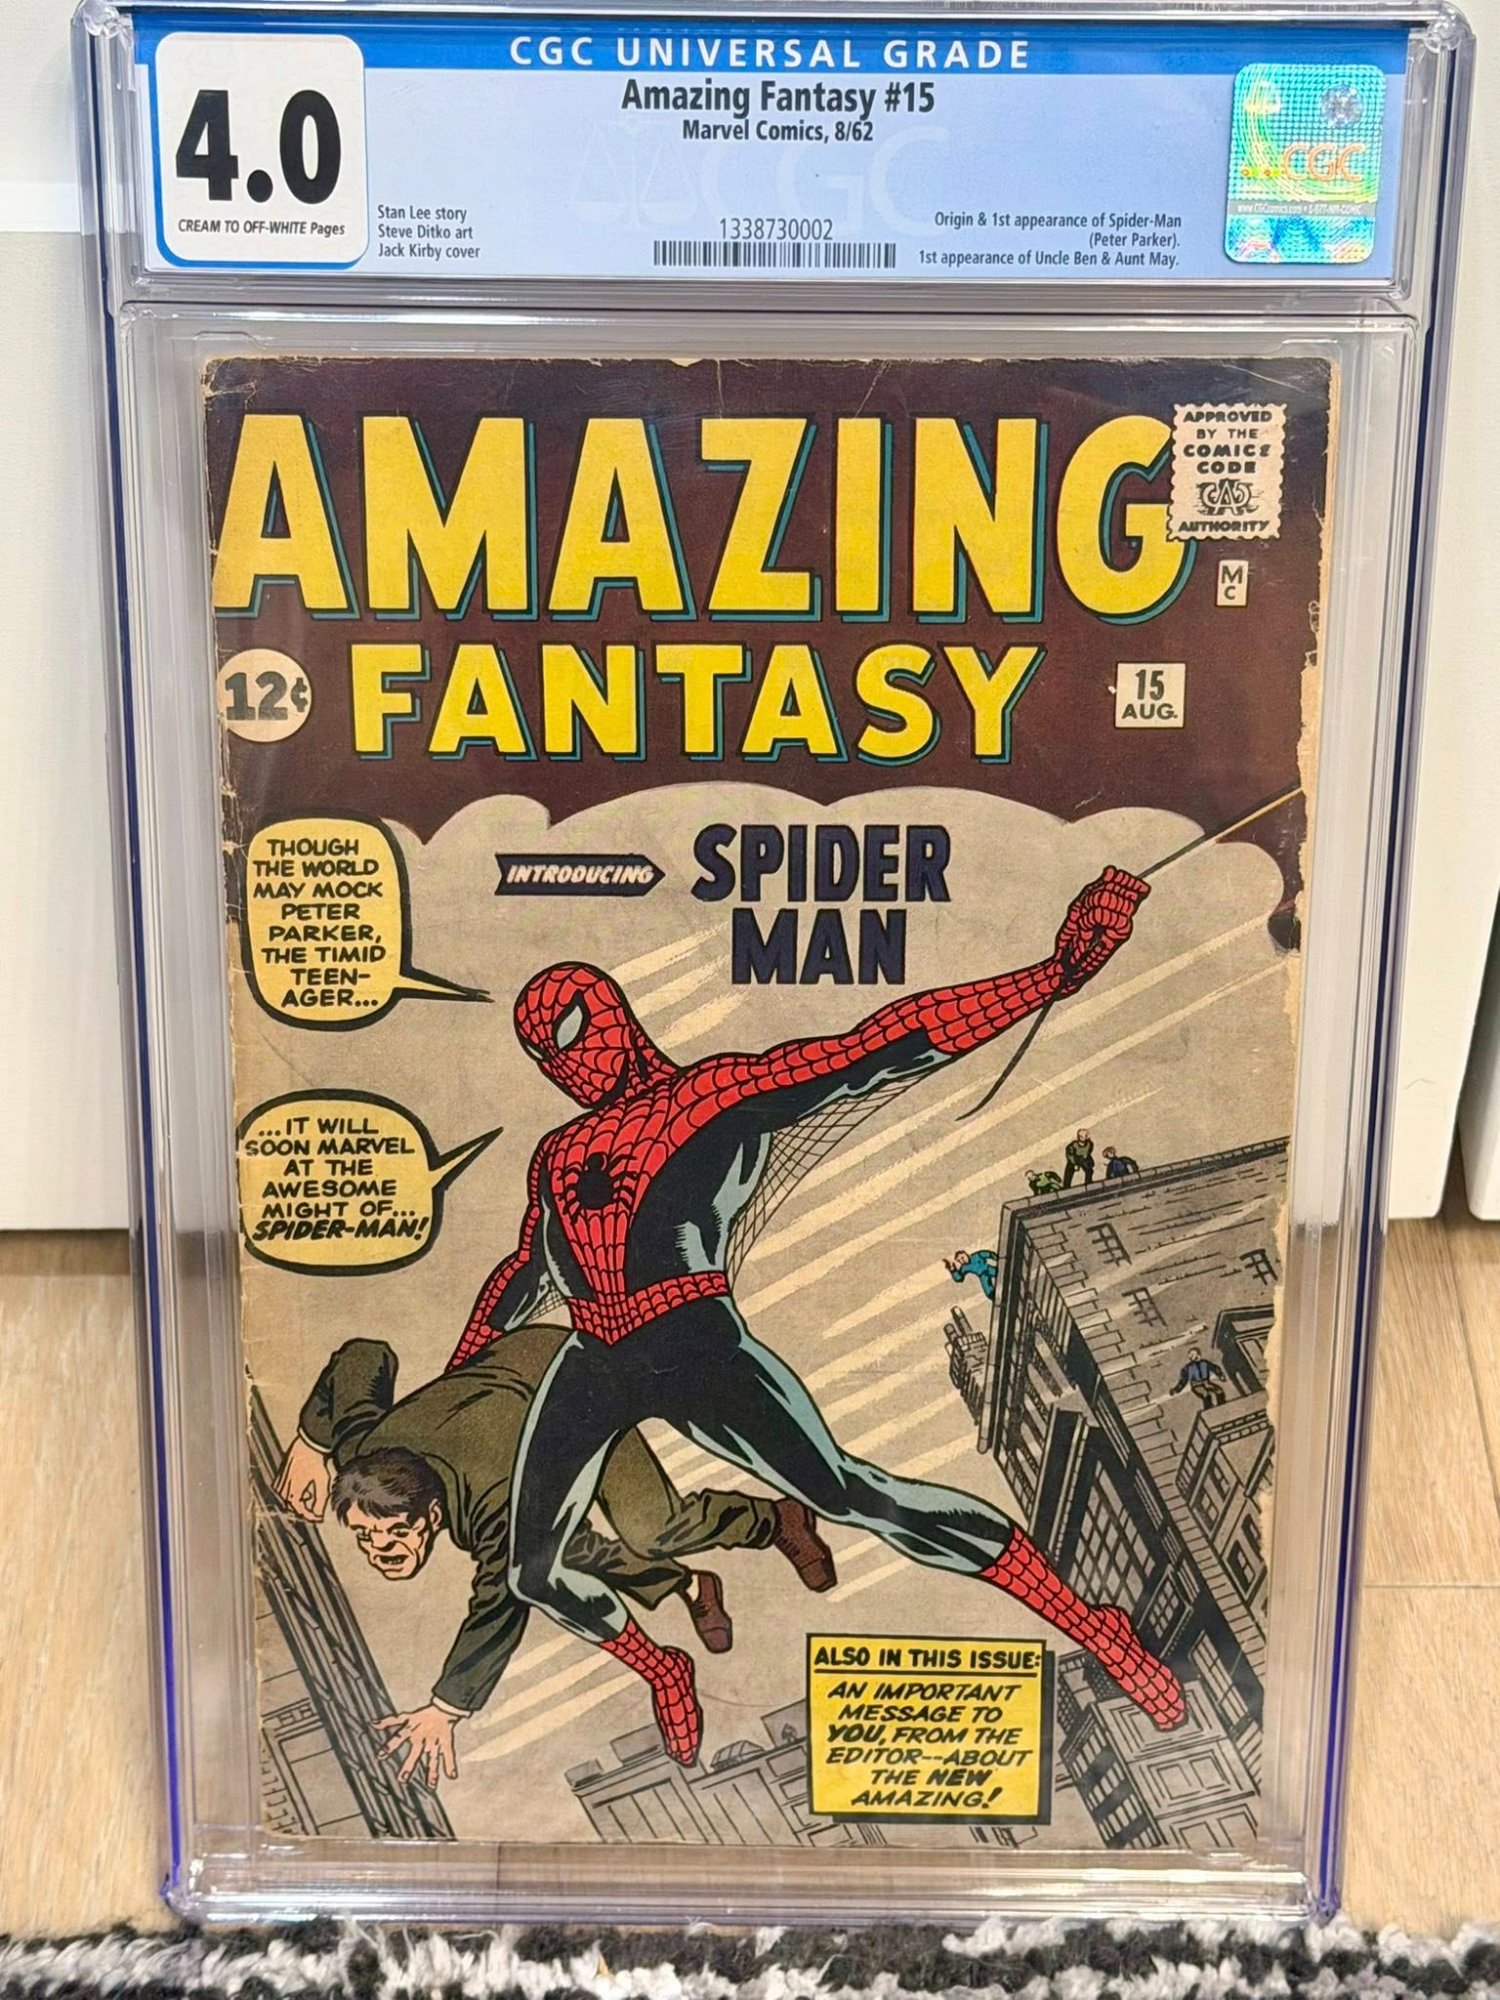 CGC UNIVERSAL GRADE
4.0
CREAM TO OFF-WHITE Pages
Amazing Fantasy #15
Marvel Comics, 8/62
Stan Lee story
Steve Ditko art
Jack Kirby cover
1338730002
Origin & 1st appearance of Spider-Man
(Peter Parker).
1st appearance of Uncle Ben & Aunt May.
CGC
CGC
AMAZING
FANTASY
APPROVED
BY THE
COMICS
CODE
AUTHORITY
M
C
12¢
15
AUG.
INTRODUCING
SPIDER
MAN
THOUGH
THE WORLD
MAY MOCK
PETER
PARKER,
THE TIMID
TEEN-
AGER...
...IT WILL
SOON MARVEL
AT THE
AWESOME
MIGHT OF...
SPIDER-MAN!
ALSO IN THIS ISSUE:
AN IMPORTANT
MESSAGE TO
YOU, FROM THE
EDITOR--ABOUT
THE NEW
AMAZING!